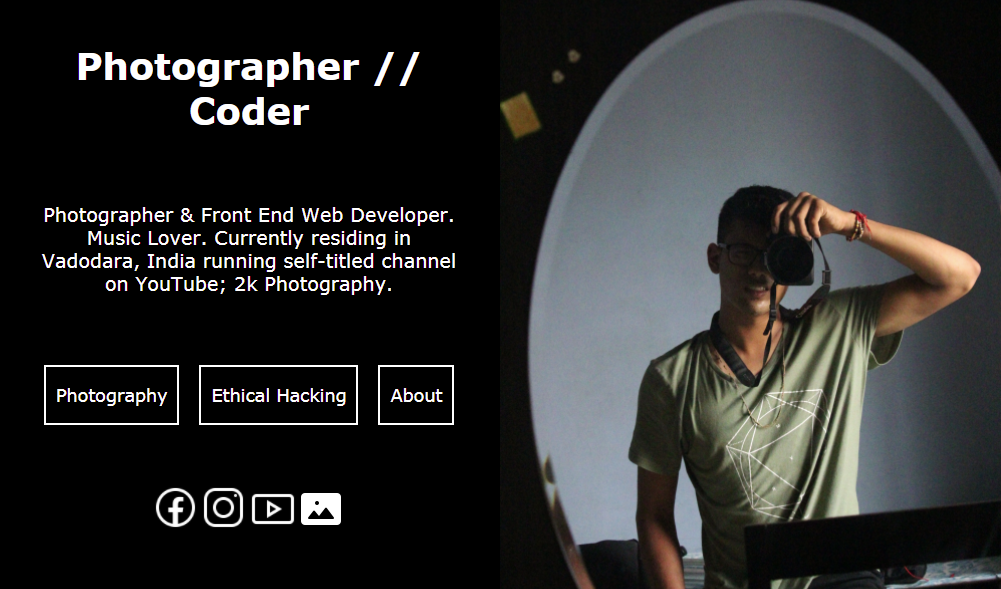 Photographer //
Coder
Photographer & Front End Web Developer.
Music Lover. Currently residing in
Vadodara, India running self-titled channel
on YouTube; 2k Photography.
Photography
Ethical Hacking
About